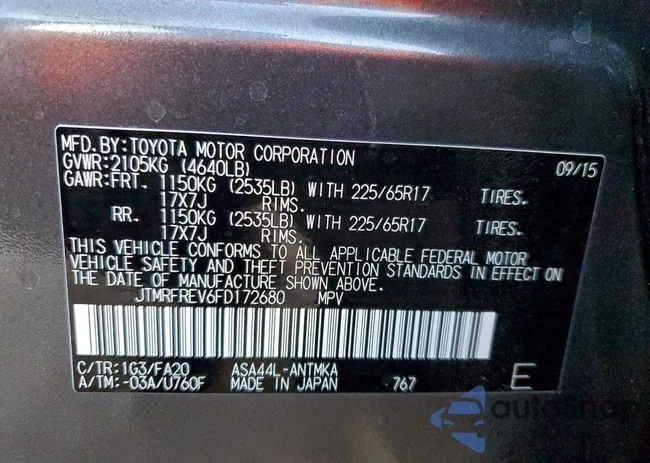 MFD.BY:TOYOTA MOTOR CORPORATION 09/15
GVWR:2105KG (4640LB)
GAWR:FRT. 1150KG (2535LB) WITH 225/65R17 TIRES.
17X7J RIMS.
RR. 1150KG (2535LB) WITH 225/65R17 TIRES.
17X7J RIMS.
THIS VEHICLE CONFORMS TO ALL APPLICABLE FEDERAL MOTOR
VEHICLE SAFETY AND THEFT PREVENTION STANDARDS IN EFFECT ON
THE DATE OF MANUFACTURE SHOWN ABOVE.
JTMRFREV6FD172680 MPV
C/TR:1G3/FA20 ASA44L-ANTMKA
A/TM:-03A/U760F MADE IN JAPAN 767 E
autoSnap